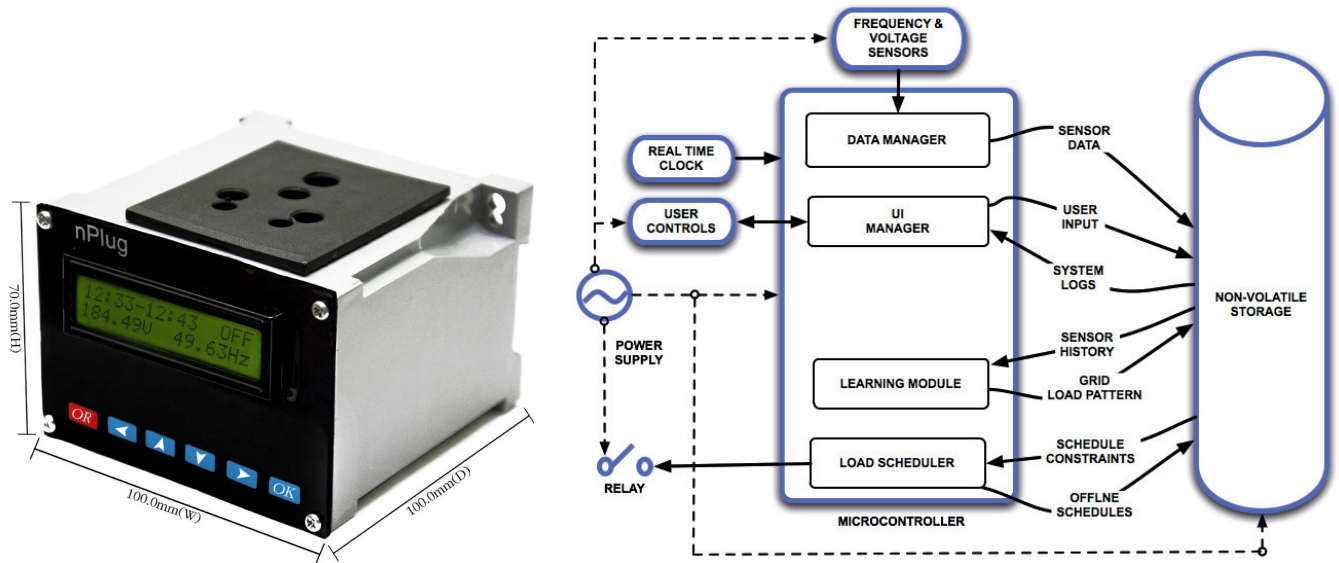 nPlug
12:33-12:43 OFF
184.49V 49.63Hz
OR
OK
70.0mm(H)
100.0mm(W)
100.0mm(D)
FREQUENCY &
VOLTAGE
SENSORS
REAL TIME
CLOCK
USER
CONTROLS
POWER
SUPPLY
RELAY
DATA MANAGER
UI
MANAGER
LEARNING MODULE
LOAD SCHEDULER
MICROCONTROLLER
SENSOR
DATA
USER
INPUT
SYSTEM
LOGS
SENSOR
HISTORY
GRID
LOAD PATTERN
SCHEDULE
CONSTRAINTS
OFFLNE
SCHEDULES
NON-VOLATILE
STORAGE